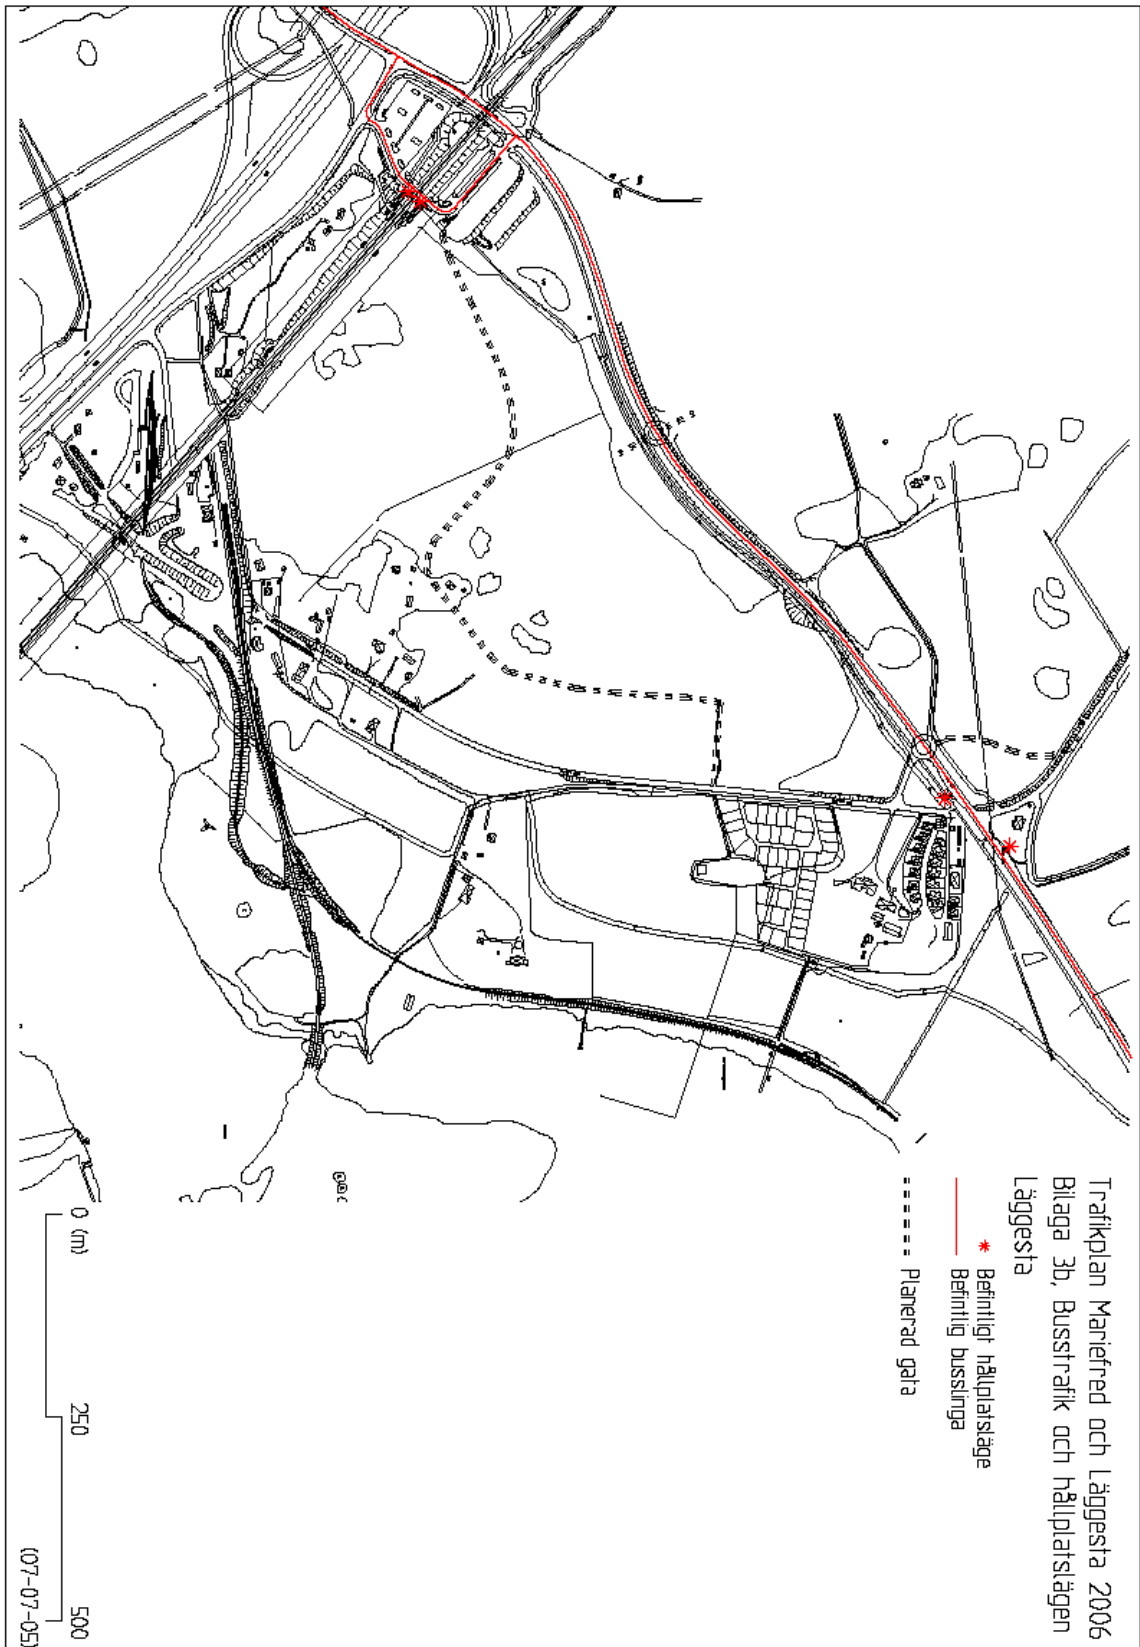 Trafikplan Mariefred och Läggesta 2006
Bilaga 3b, Busstrafik och hållplatslägen
Läggesta
Befintligt hållplatsläge
Befintlig busslinga
Planerad gata
0 (m)
250
500
(07-07-05)